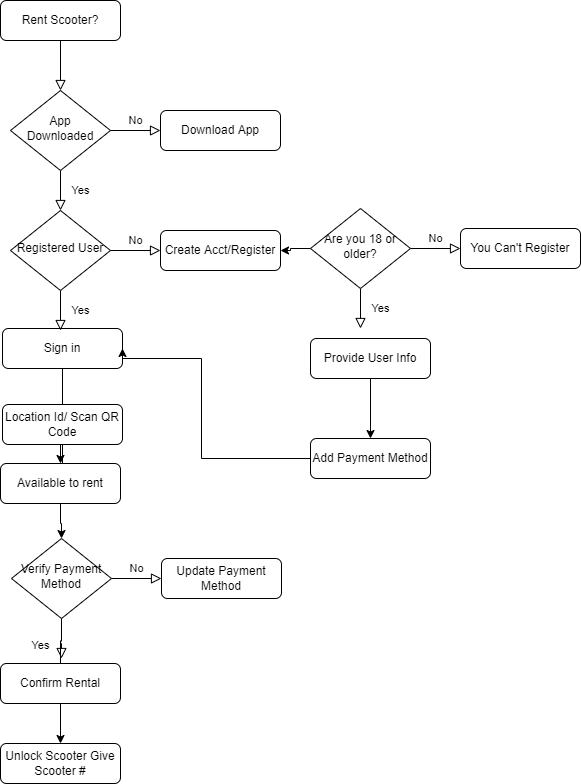 Rent Scooter?
App
Downloaded
No
Download App
Yes
Registered User
No
Create Acct/Register
Are you 18 or
older?
No
You Can't Register
Yes
Yes
Sign in
Provide User Info
Location Id/ Scan QR
Code
Add Payment Method
Available to rent
Verify Payment
Method
No
Update Payment
Method
Yes
Confirm Rental
Unlock Scooter Give
Scooter #